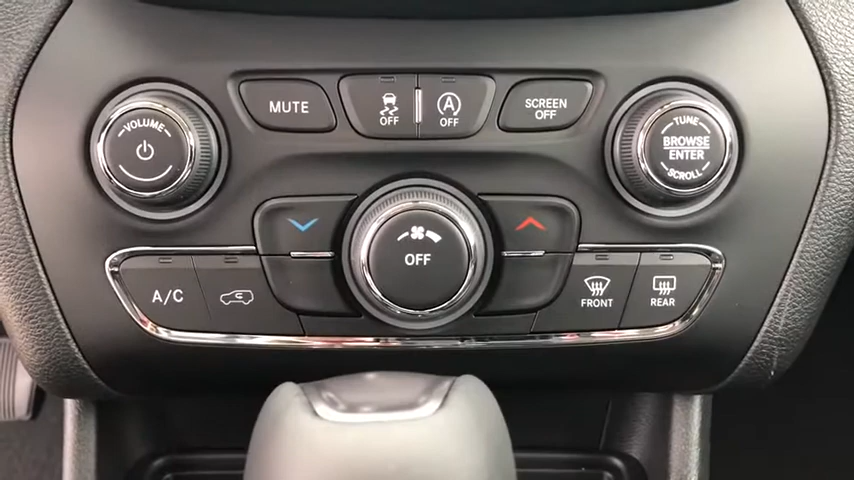 VOLUME
MUTE
OFF
A
OFF
SCREEN
OFF
TUNE
BROWSE
ENTER
SCROLL
OFF
A/C
FRONT
REAR